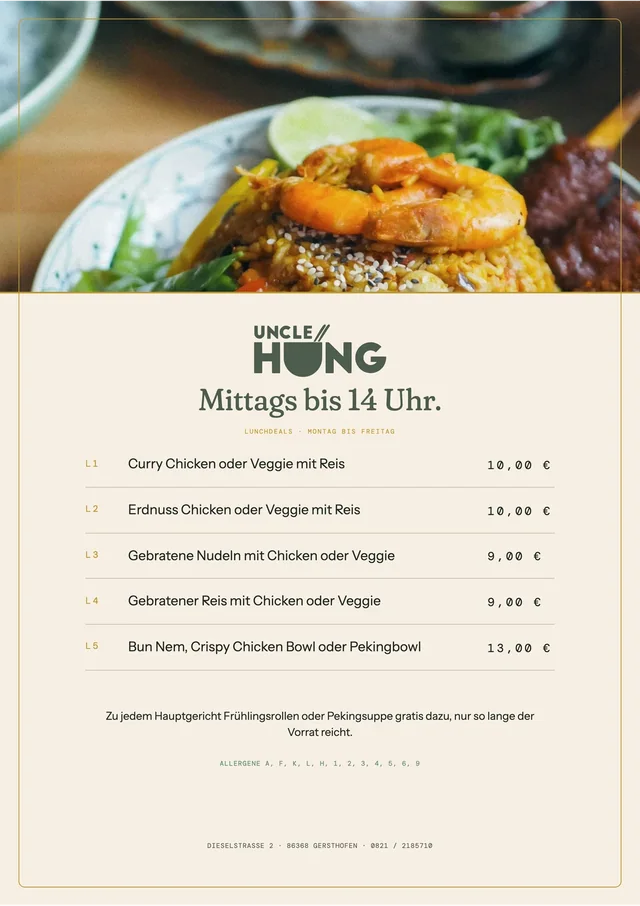 UNCLE
HUNG
Mittags bis 14 Uhr.
LUNCHDEALS · MONTAG BIS FREITAG
L1 Curry Chicken oder Veggie mit Reis 10,00 €
L2 Erdnuss Chicken oder Veggie mit Reis 10,00 €
L3 Gebratene Nudeln mit Chicken oder Veggie 9,00 €
L4 Gebratener Reis mit Chicken oder Veggie 9,00 €
L5 Bun Nem, Crispy Chicken Bowl oder Pekingbowl 13,00 €
Zu jedem Hauptgericht Frühlingsrollen oder Pekingsuppe gratis dazu, nur so lange der
Vorrat reicht.
ALLERGENE A, F, K, L, H, 1, 2, 3, 4, 5, 6, 9
DIESELSTRASSE 2 · 86368 GERSTHOFEN · 0821 / 2185710